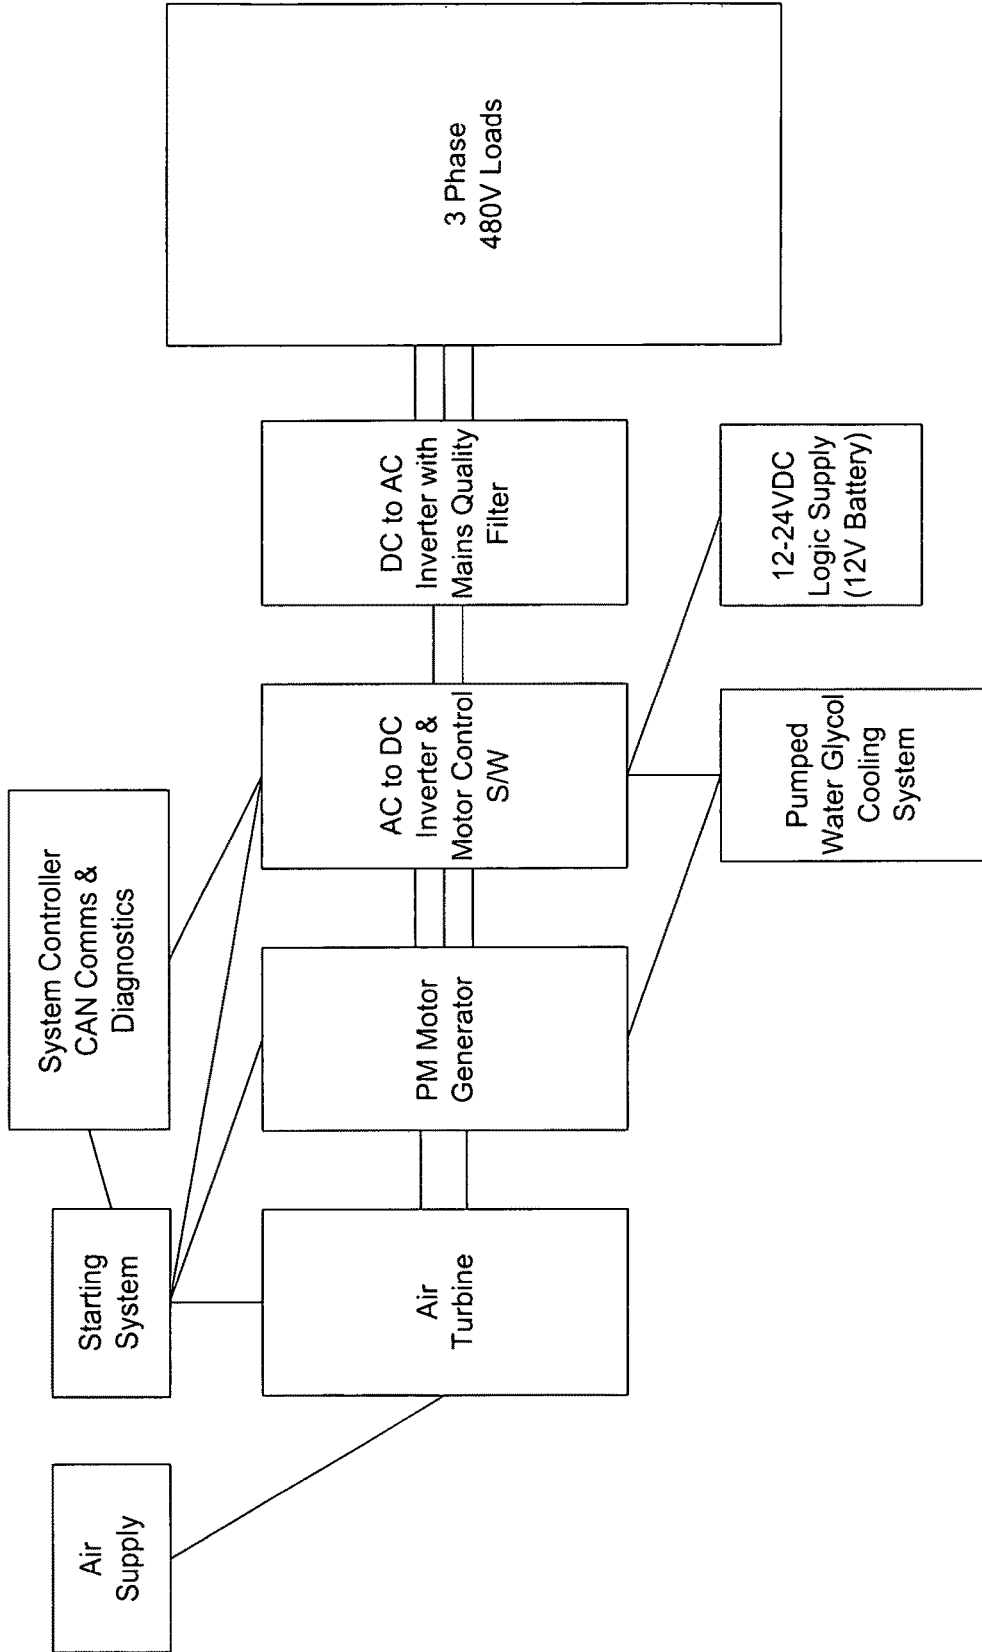 Air
Supply
Starting
System
System Controller
CAN Comms &
Diagnostics
Air
Turbine
PM Motor
Generator
AC to DC
Inverter &
Motor Control
S/W
DC to AC
Inverter with
Mains Quality
Filter
3 Phase
480V Loads
Pumped
Water Glycol
Cooling
System
12-24VDC
Logic Supply
(12V Battery)